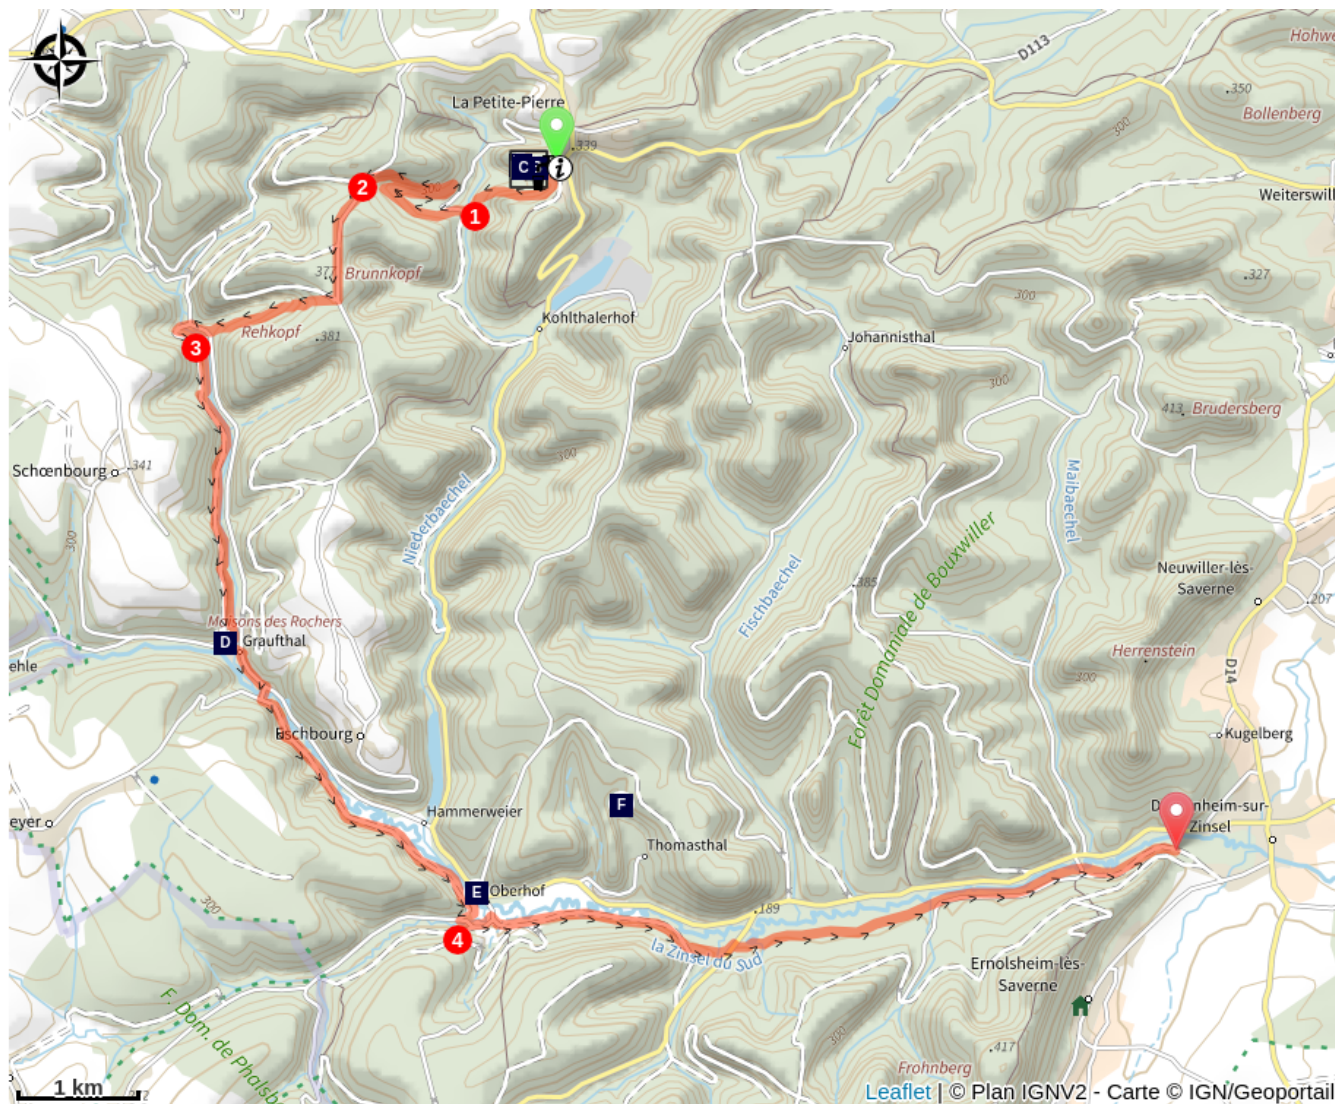 D113
Hohwe
.350
La Petite-Pierre
Bollenberg
300
.339
C
i
2
300
1
Weiterswill
.327
377
Brunnkopf
300
Kohlthalerhof
Rehkopf
.381
3
Johannisthal
300
413
Brudersberg
Schœnbourg
.341
300
300
Niederbaechel
Maibaechel
Neuwiller-lès-
Saverne
.207
Fischbaechel
.385
Forêt Domaniale de Bouxwiller
Maisons des Rochers
D
Graufthal
ehle
Herrenstein
300
D14
Eschbourg
Kugelberg
F
Hammerweier
eyer
Zinsel
Thomasthal
E
Oberhof
300
.189
4
la Zinsel du Sud
Ernolsheim-lès-
Saverne
F. Dom. de Phalsb
300
.417
Frohnberg
1 km
Leaflet | © Plan IGNV2 - Carte © IGN/Geoportail